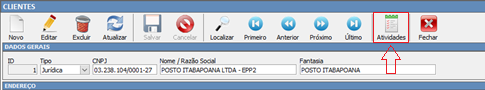 CLIENTES
Novo Editar Excluir Atualizar Salvar Cancelar Localizar Primeiro Anterior Próximo Último Atividades Fechar
DADOS GERAIS
ID Tipo CNPJ Nome / Razão Social Fantasia
1 Jurídica 03.238.104/0001-27 POSTO ITABAPOANA LTDA - EPP2 POSTO ITABAPOANA
ENDEREÇO